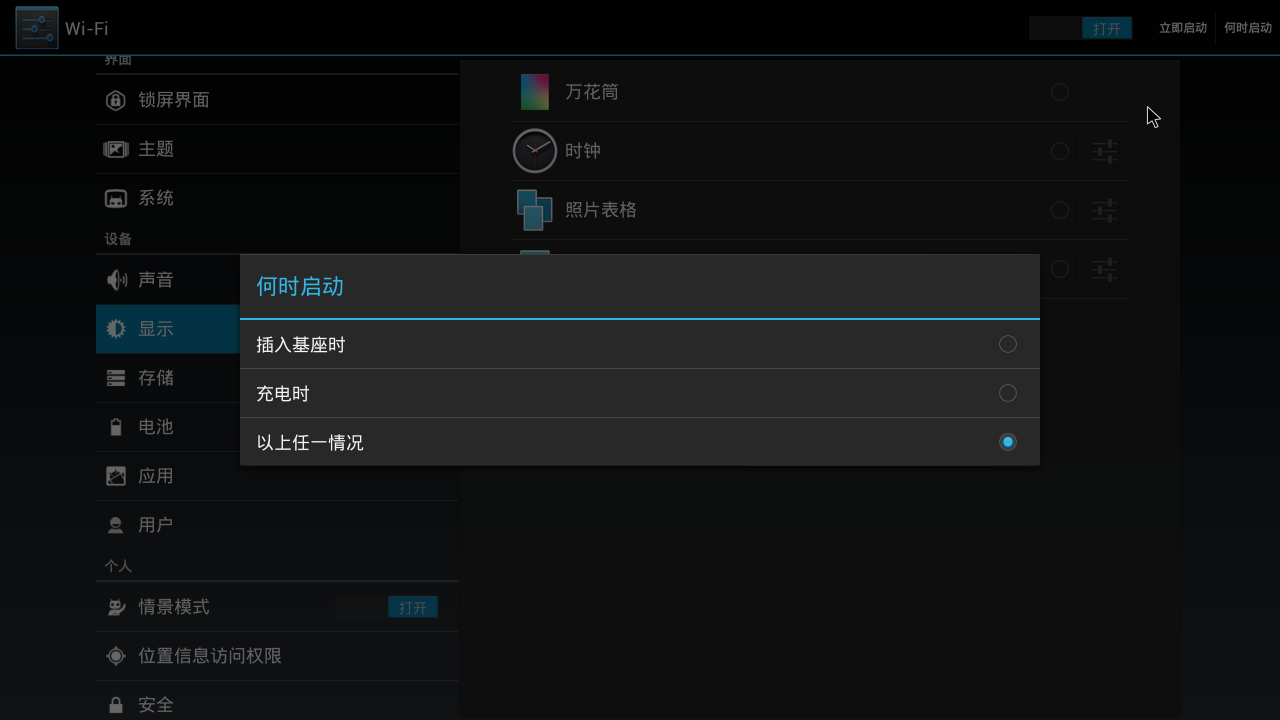 Wi-Fi
打开
立即启动
何时启动
界面
锁屏界面
主题
系统
设备
声音
显示
存储
电池
应用
用户
个人
情景模式
打开
位置信息访问权限
安全
万花筒
时钟
照片表格
何时启动
插入基座时
充电时
以上任一情况